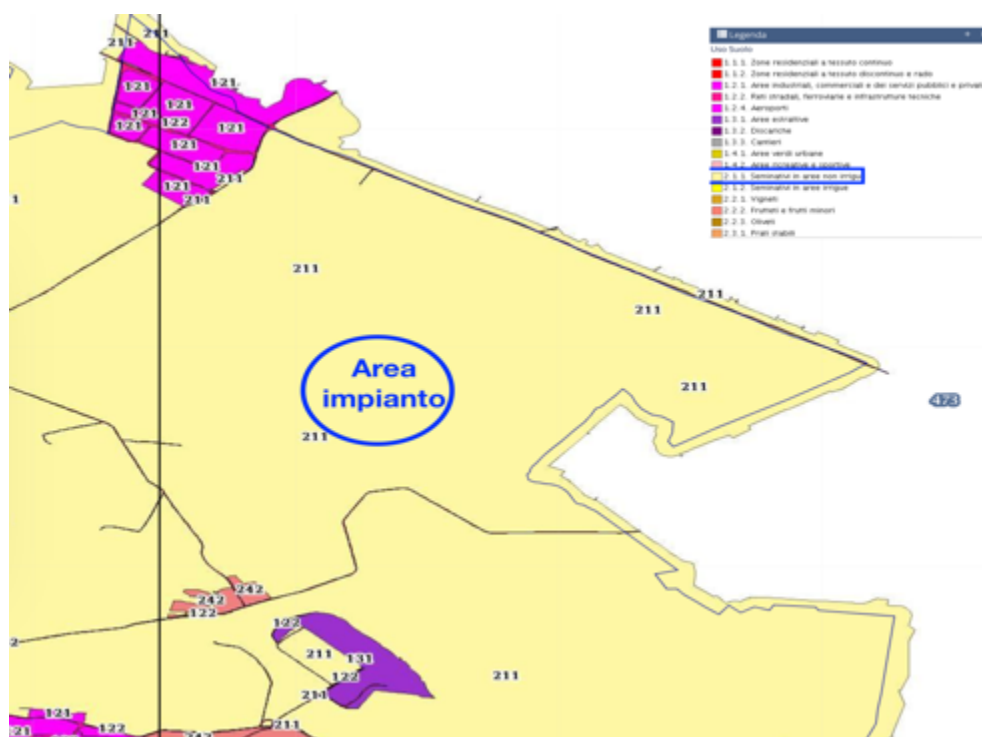 Legenda
Uso Suolo
1.1.1. Zone residenziali a tessuto continuo
1.1.2. Zone residenziali a tessuto discontinuo e rado
1.2.1. Aree industriali, commerciali e dei servizi pubblici e privati
1.2.2. Reti stradali, ferroviarie e infrastrutture tecniche
1.2.4. Aeroporti
1.3.1. Aree estrattive
1.3.2. Discariche
1.3.3. Cantieri
1.4.1. Aree verdi urbane
1.4.2. Aree ricreative e sportive
2.1.1. Seminativi in aree non irrigue
2.1.2. Seminativi in aree irrigue
2.2.1. Vigneti
2.2.2. Frutteti e frutti minori
2.2.3. Oliveti
2.3.1. Prati stabili
211
211
121
121
121
121
121
121
122
121
121
121
211
121
211
1
211
211
211
211
473
Area
impianto
211
242
242
122
2
122
211
131
122
211
211
121
121
122
211
242